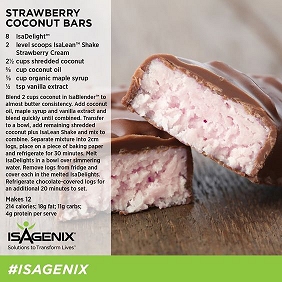 STRAWBERRY
COCONUT BARS
8 IsaDelight™
2 level scoops IsaLean™ Shake
Strawberry Cream
2½ cups shredded coconut
cup coconut oil
cup organic maple syrup
½ tsp vanilla extract
Blend 2 cups coconut in IsaBlender™ to
almost butter consistency. Add coconut
oil, maple syrup and vanilla extract and
blend quickly until combined. Transfer
to a bowl, add remaining shredded
coconut plus IsaLean Shake and mix to
combine. Separate mixture into 2cm
logs, place on a piece of baking paper
and refrigerate for 30 minutes. Melt
IsaDelights in a bowl over simmering
water. Remove logs from fridge and
cover each in the melted IsaDelights.
Refrigerate chocolate-covered logs for
an additional 20 minutes to set.
Makes 12
214 calories; 18g fat; 11g carbs;
4g protein per serve
ISAGENIX
Solutions to Transform Lives™
#ISAGENIX